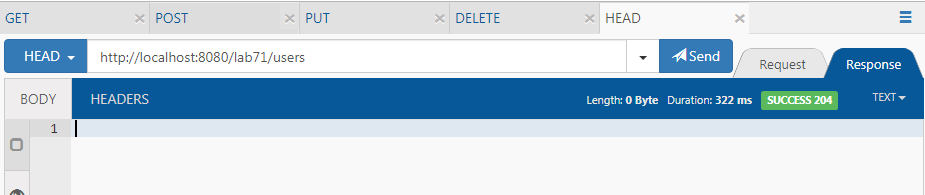 GET POST PUT DELETE HEAD
HEAD http://localhost:8080/lab71/users Send Request Response
BODY HEADERS Length: 0 Byte Duration: 322 ms SUCCESS 204 TEXT
1